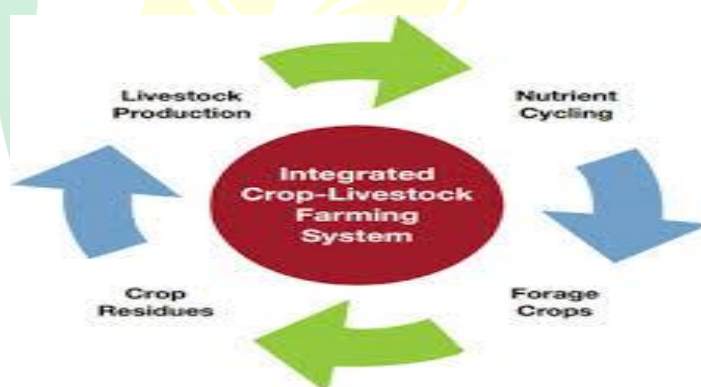 Livestock
Production
Nutrient
Cycling
Integrated
Crop-Livestock
Farming
System
Crop
Residues
Forage
Crops